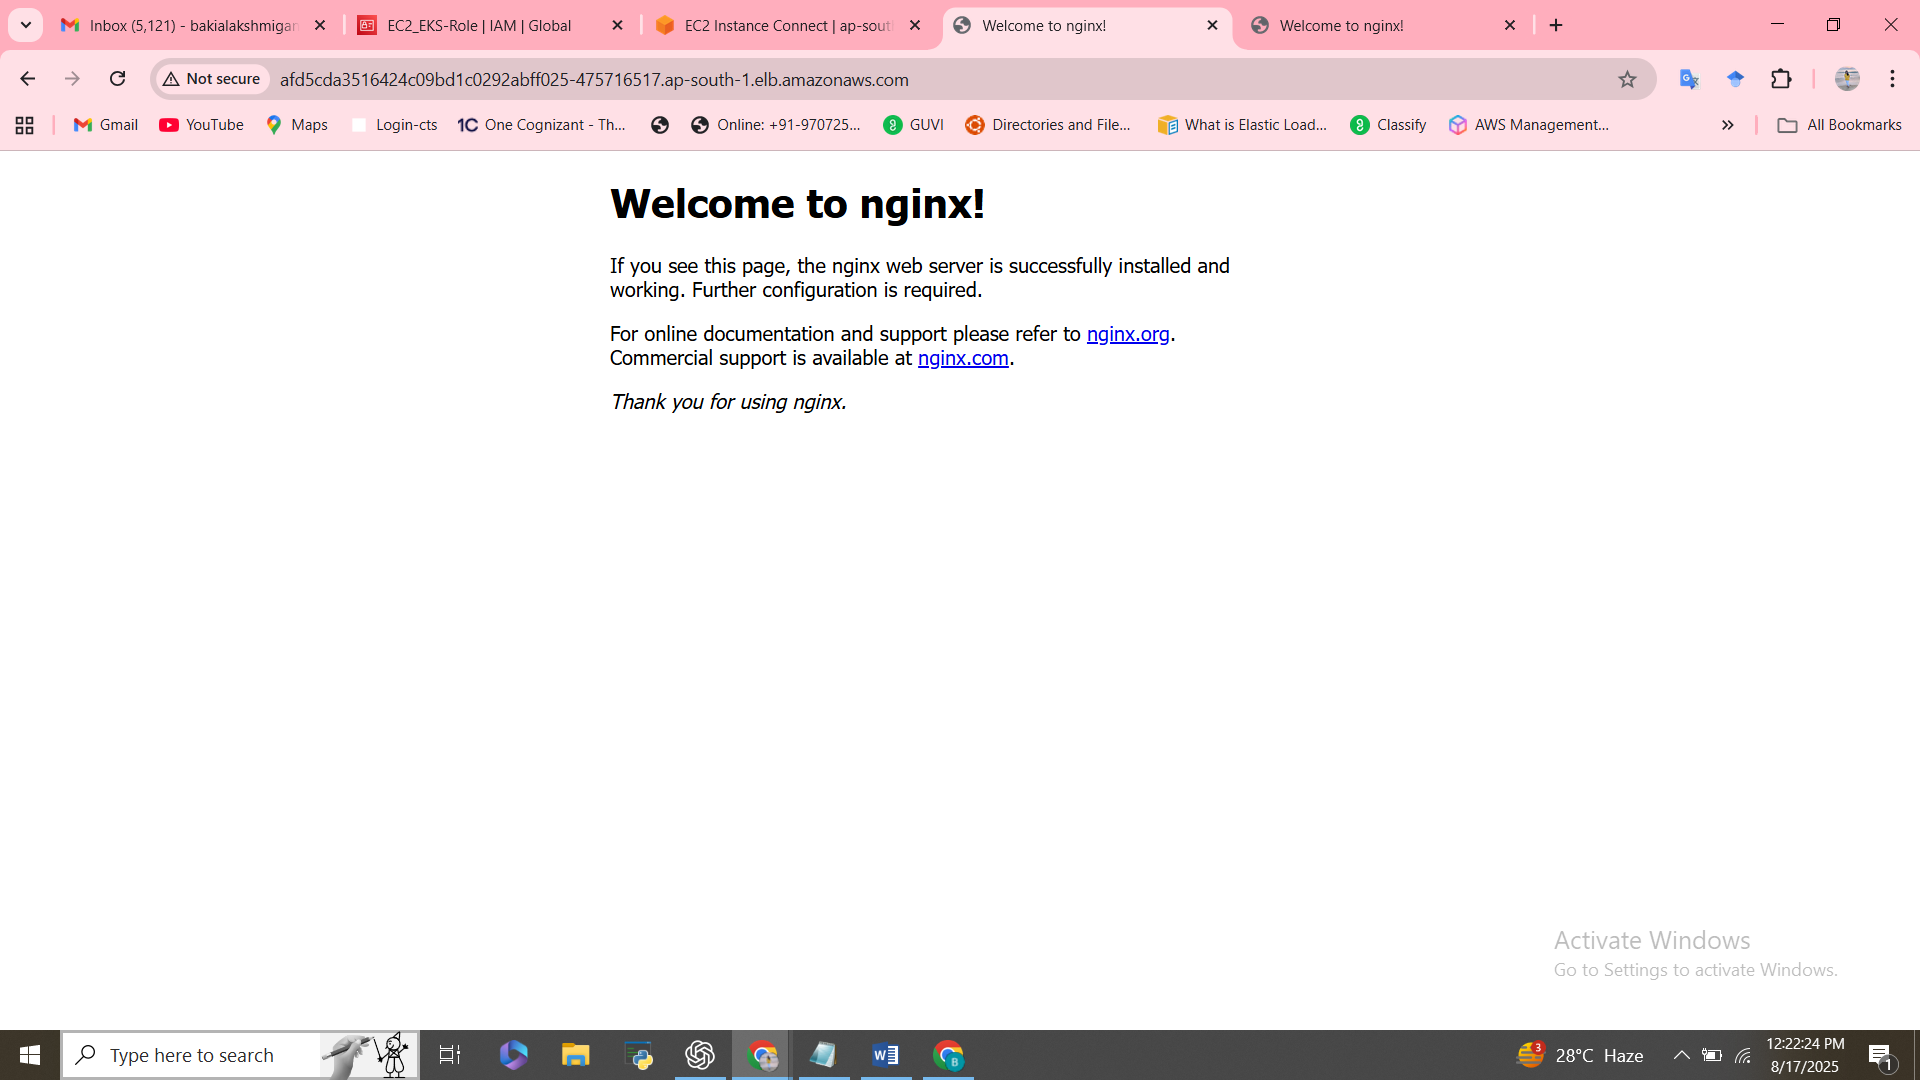 Inbox (5,121) - bakialakshmigan
EC2_EKS-Role | IAM | Global
EC2 Instance Connect | ap-sout
Welcome to nginx!
Welcome to nginx!
Not secure
afd5cda3516424c09bd1c0292abff025-475716517.ap-south-1.elb.amazonaws.com
Gmail
YouTube
Maps
Login-cts
1C One Cognizant - Th...
Online: +91-970725...
GUVI
Directories and File...
What is Elastic Load...
Classify
AWS Management...
All Bookmarks
Welcome to nginx!
If you see this page, the nginx web server is successfully installed and
working. Further configuration is required.
For online documentation and support please refer to nginx.org.
Commercial support is available at nginx.com.
Thank you for using nginx.
Activate Windows
Go to Settings to activate Windows.
Type here to search
3
28°C Haze
12:22:24 PM
8/17/2025
1